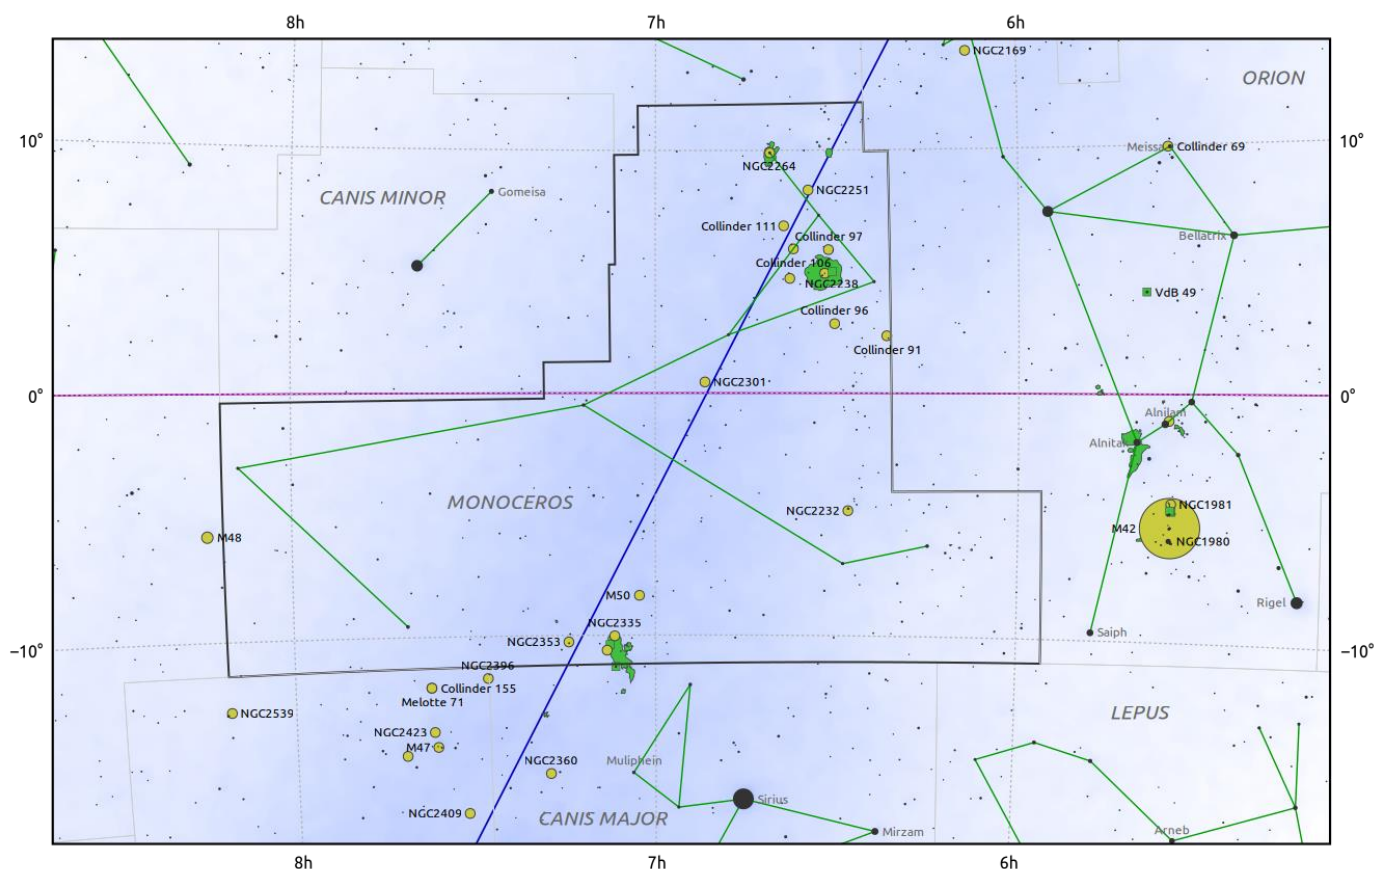 8h 7h 6h
NGC2169
ORION
10° 10°
Meissa Collinder 69
NGC2264
CANIS MINOR Gomeisa NGC2251
Collinder 111
Collinder 97
Bellatrix
Collinder 106
NGC2238
VdB 49
Collinder 96
Collinder 91
NGC2301
0° 0°
Alnilam
Alnitak
MONOCEROS
NGC2232
NGC1981
M42
M48
NGC1980
M50
Rigel
NGC2335
Saiph
NGC2353
−10° −10°
NGC2396
Collinder 155
Melotte 71
NGC2539
LEPUS
NGC2423
M47
NGC2360
Muliphein
Sirius
NGC2409
CANIS MAJOR
Mirzam
Arneb
8h 7h 6h